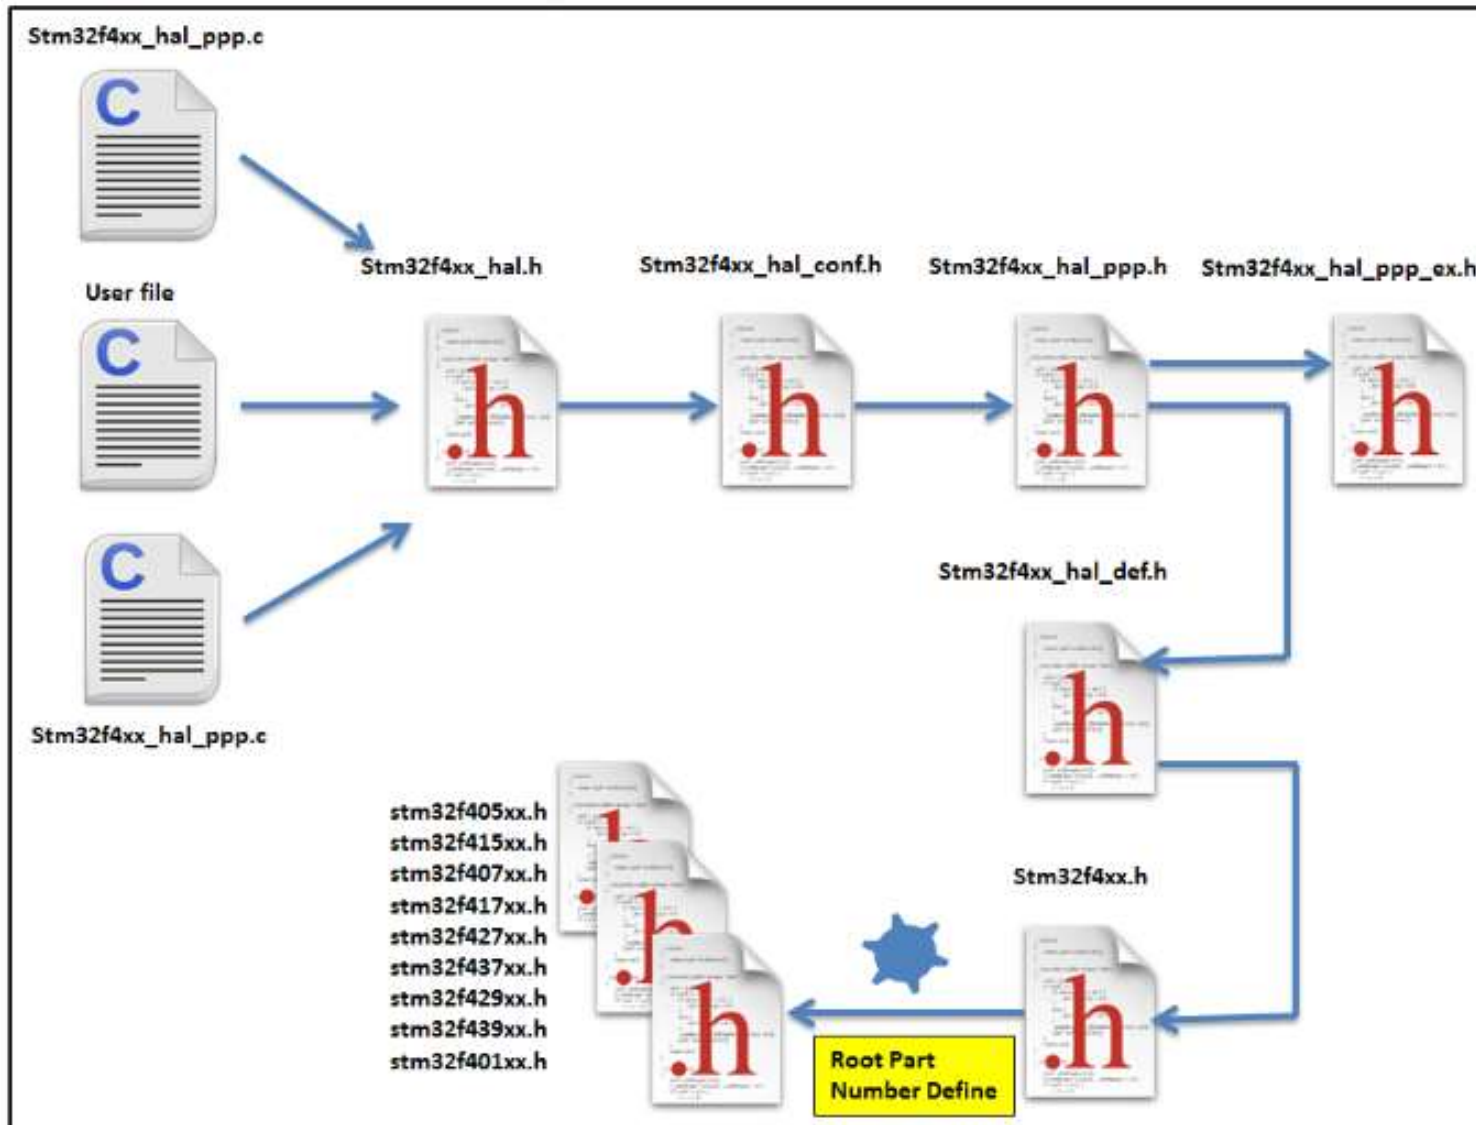 Stm32f4xx_hal_ppp.c
C
Stm32f4xx_hal.h
Stm32f4xx_hal_conf.h
Stm32f4xx_hal_ppp.h
Stm32f4xx_hal_ppp_ex.h
User file
C
.h
.h
.h
.h
C
Stm32f4xx_hal_ppp.c
Stm32f4xx_hal_def.h
.h
stm32f405xx.h
stm32f415xx.h
stm32f407xx.h
stm32f417xx.h
stm32f427xx.h
stm32f437xx.h
stm32f429xx.h
stm32f439xx.h
stm32f401xx.h
.h
.h
.h
Stm32f4xx.h
.h
Root Part
Number Define